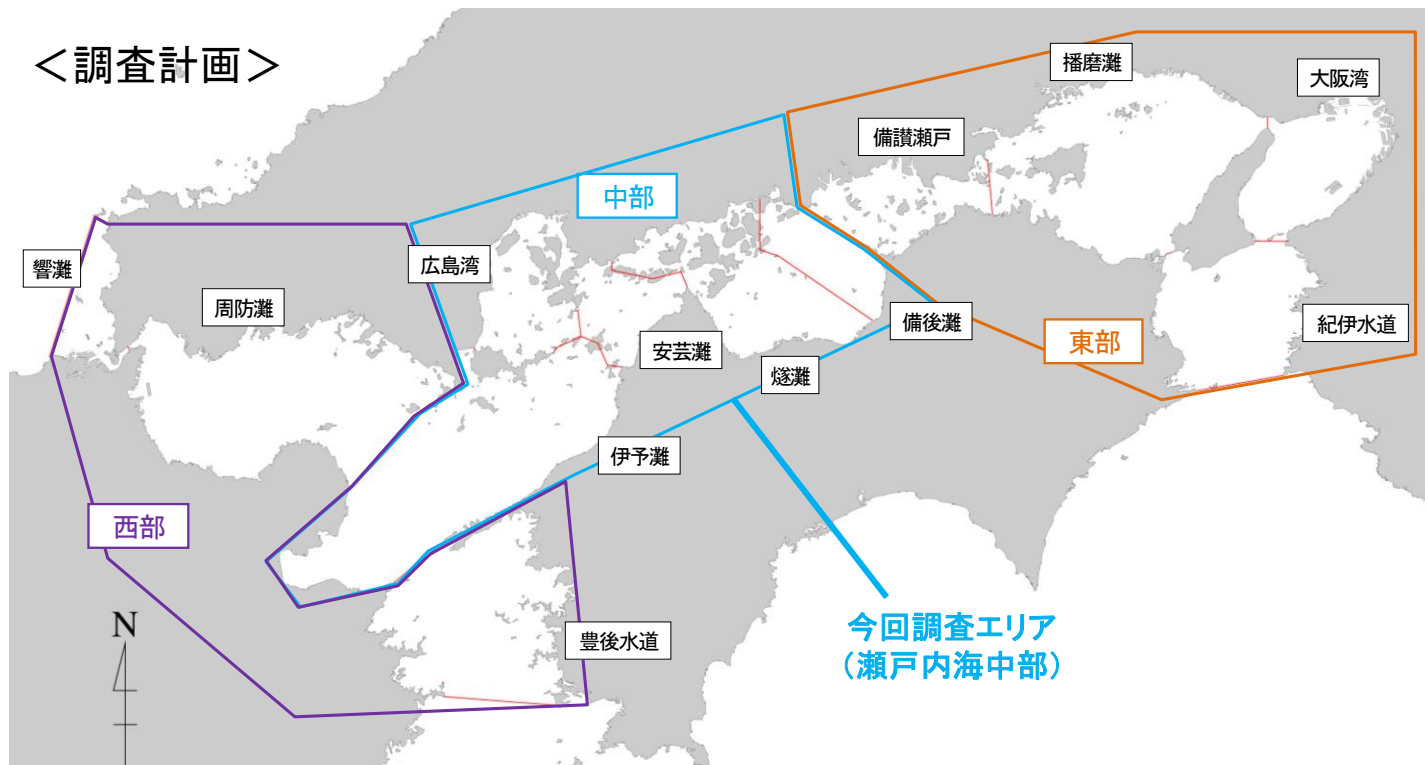 ＜調査計画＞
播磨灘
大阪湾
備讃瀬戸
中部
響灘
広島湾
周防灘
備後灘
紀伊水道
東部
安芸灘
燧灘
伊予灘
西部
豊後水道
今回調査エリア
（瀬戸内海中部）
N